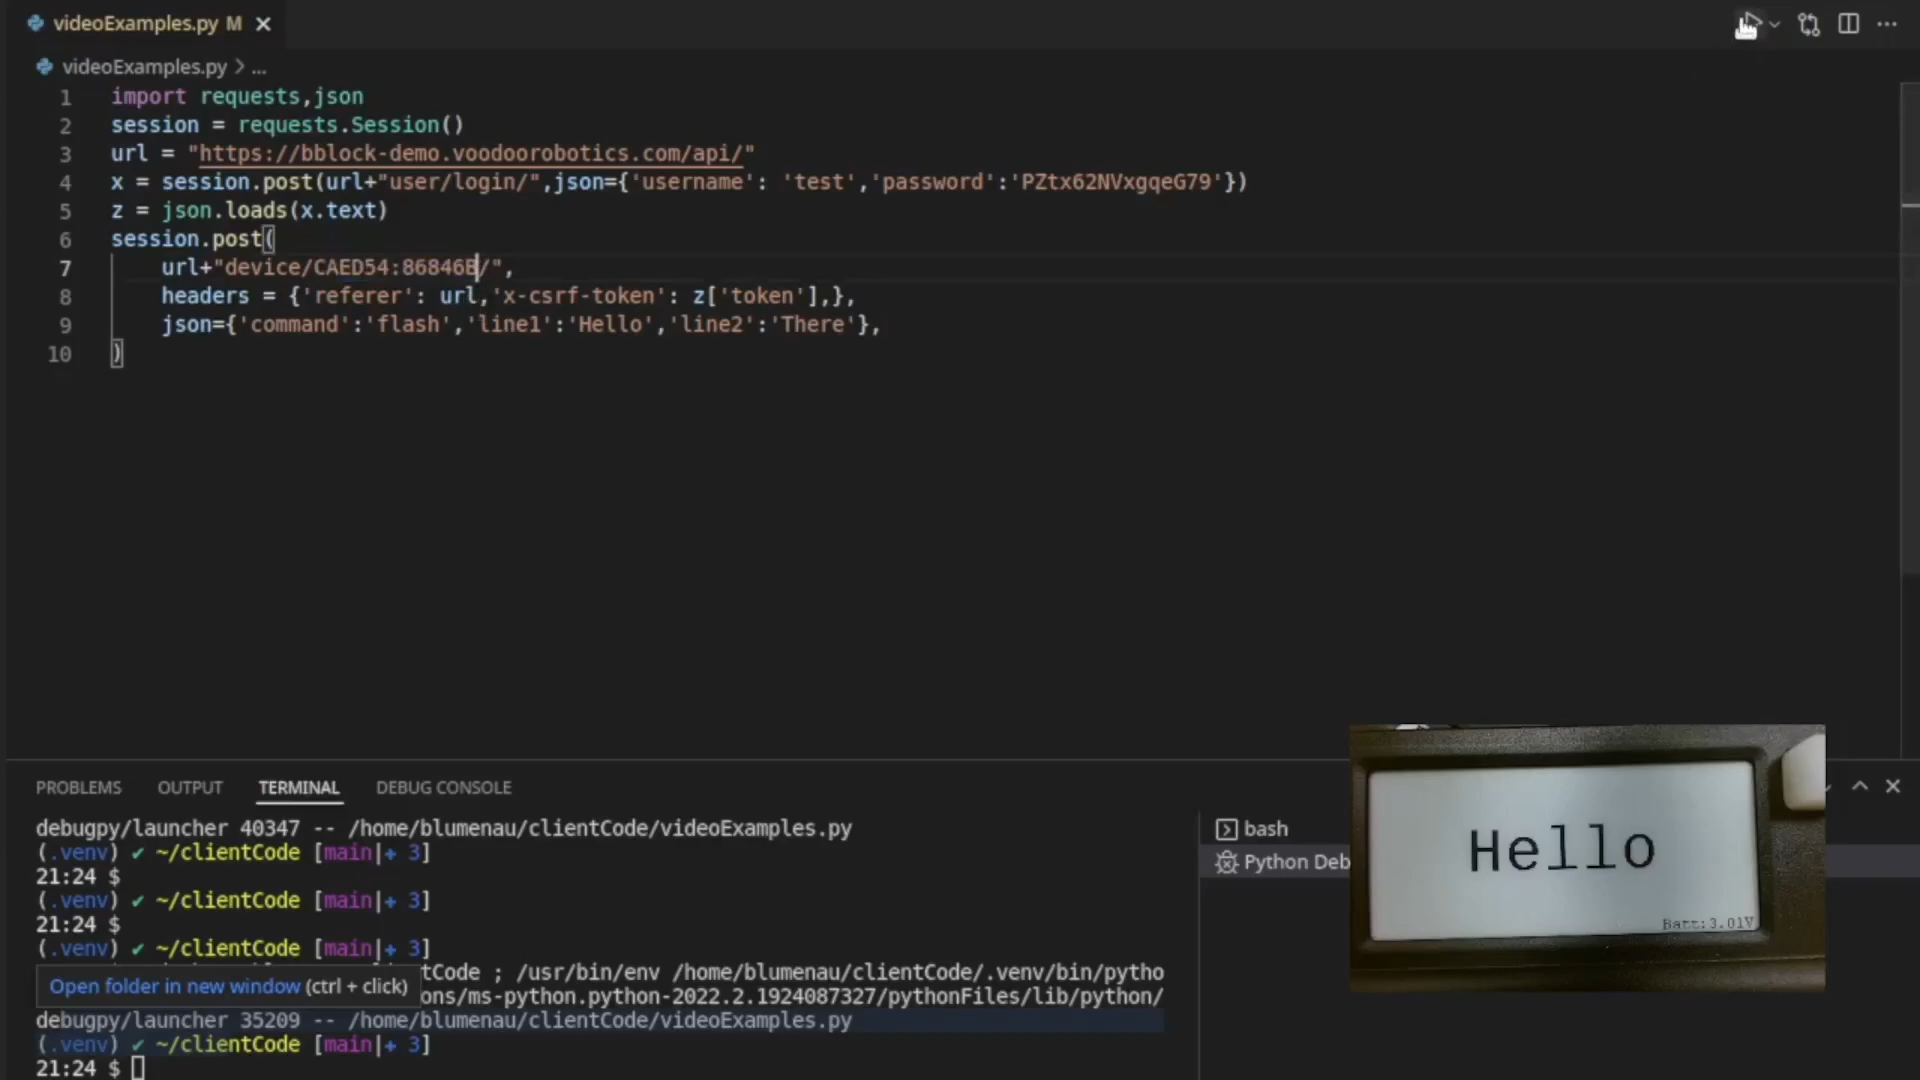 videoExamples.py M
videoExamples.py > ...
1 import requests,json
2 session = requests.Session()
3 url = "https://bblock-demo.voodoorobotics.com/api/"
4 x = session.post(url+"user/login/",json={'username': 'test','password':'PZtx62NVxgqeG79'})
5 z = json.loads(x.text)
6 session.post(
7 url+"device/CAED54:86846B/",
8 headers = {'referer': url,'x-csrf-token': z['token'],},
9 json={'command':'flash','line1':'Hello','line2':'There'},
10 )
PROBLEMS OUTPUT TERMINAL DEBUG CONSOLE
debugpy/launcher 40347 -- /home/blumenau/clientCode/videoExamples.py
(.venv) ✔ ~/clientCode [main|+ 3]
21:24 $
(.venv) ✔ ~/clientCode [main|+ 3]
21:24 $
(.venv) ✔ ~/clientCode [main|+ 3]
tCode ; /usr/bin/env /home/blumenau/clientCode/.venv/bin/pytho
Open folder in new window (ctrl + click)
ons/ms-python.python-2022.2.1924087327/pythonFiles/lib/python/
debugpy/launcher 35209 -- /home/blumenau/clientCode/videoExamples.py
(.venv) ✔ ~/clientCode [main|+ 3]
21:24 $
bash
Python Deb
Hello
Batt:3.01V